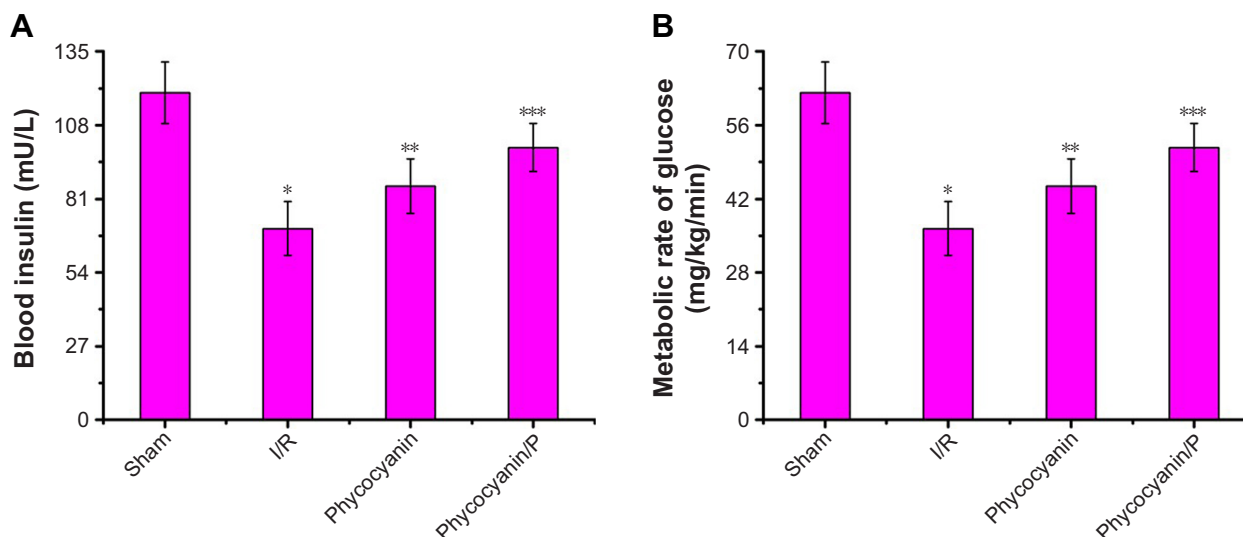 A
Blood insulin (mU/L)
135
108
81
54
27
0
*
**
***
Sham
I/R
Phycocyanin
Phycocyanin/P
B
Metabolic rate of glucose
(mg/kg/min)
70
56
42
28
14
0
*
**
***
Sham
I/R
Phycocyanin
Phycocyanin/P